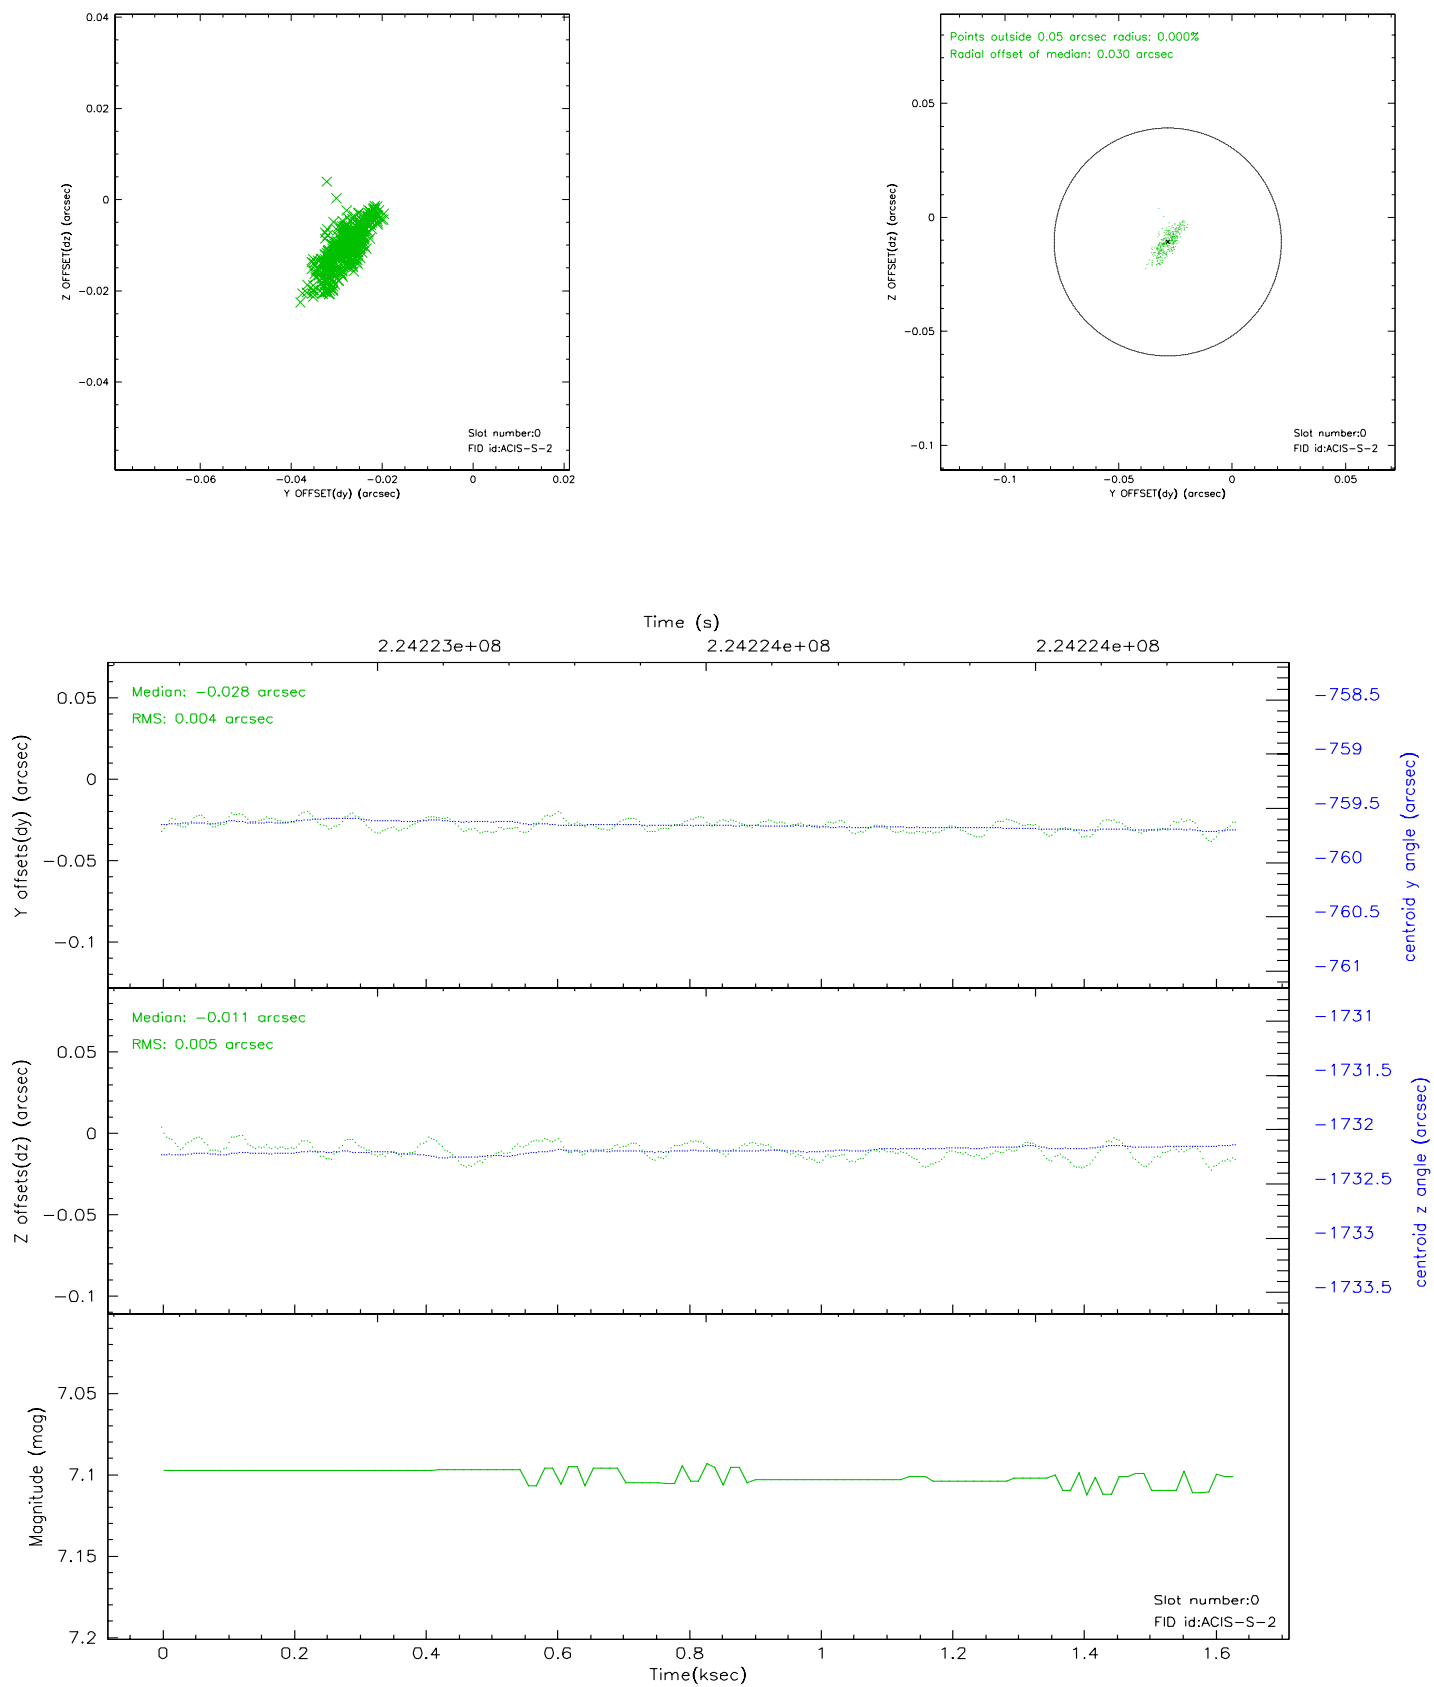 0.04
0.02
0
-0.02
-0.04
Z OFFSET(dz) (arcsec)
Slot number:0
FID id:ACIS-S-2
-0.06 -0.04 -0.02 0 0.02
Y OFFSET(dy) (arcsec)
Points outside 0.05 arcsec radius: 0.000%
Radial offset of median: 0.030 arcsec
0.05
0
-0.05
-0.1
Z OFFSET(dz) (arcsec)
Slot number:0
FID id:ACIS-S-2
-0.1 -0.05 0 0.05
Y OFFSET(dy) (arcsec)
Time (s)
2.24223e+08 2.24224e+08 2.24224e+08
Median: -0.028 arcsec
RMS: 0.004 arcsec
0.05
0
-0.05
-0.1
Y offsets(dy) (arcsec)
-758.5
-759
-759.5
-760
-760.5
-761
centroid y angle (arcsec)
Median: -0.011 arcsec
RMS: 0.005 arcsec
0.05
0
-0.05
-0.1
Z offsets(dz) (arcsec)
-1731
-1731.5
-1732
-1732.5
-1733
-1733.5
centroid z angle (arcsec)
7.05
7.1
7.15
7.2
Magnitude (mag)
Slot number:0
FID id:ACIS-S-2
0 0.2 0.4 0.6 0.8 1 1.2 1.4 1.6
Time(ksec)